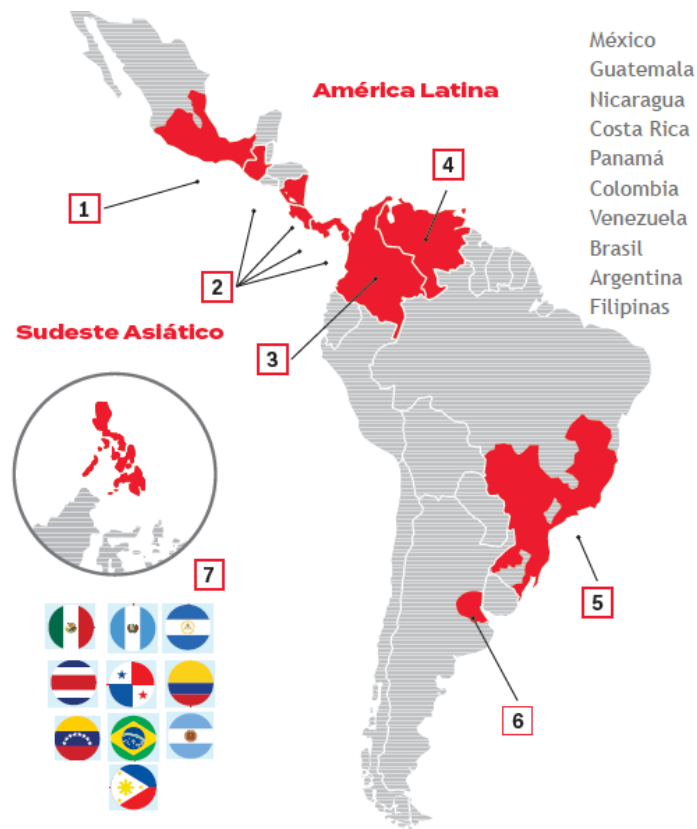 América Latina
México
Guatemala
Nicaragua
Costa Rica
Panamá
Colombia
Venezuela
Brasil
Argentina
Filipinas
4
1
2
3
Sudeste Asiático
7
5
6